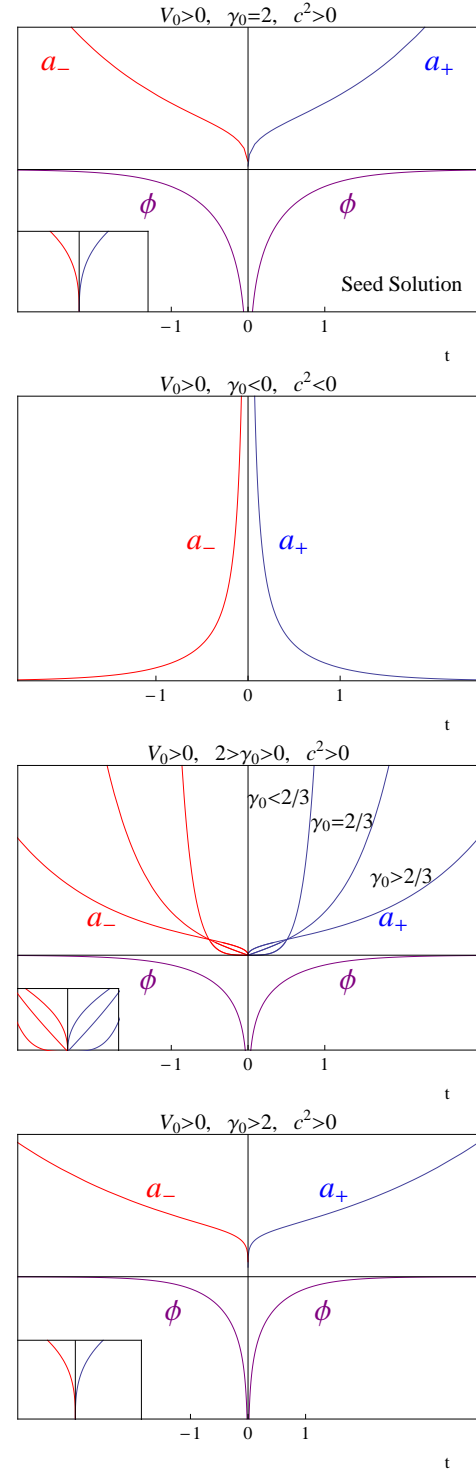 V₀>0, γ₀=2, c²>0
a₋ a₊
ϕ ϕ
Seed Solution
−1 0 1
t
V₀>0, γ₀<0, c²<0
a₋ a₊
−1 0 1
t
V₀>0, 2>γ₀>0, c²>0
γ₀<2/3
γ₀=2/3
γ₀>2/3
a₋ a₊
ϕ ϕ
−1 0 1
t
V₀>0, γ₀>2, c²>0
a₋ a₊
ϕ ϕ
−1 0 1
t